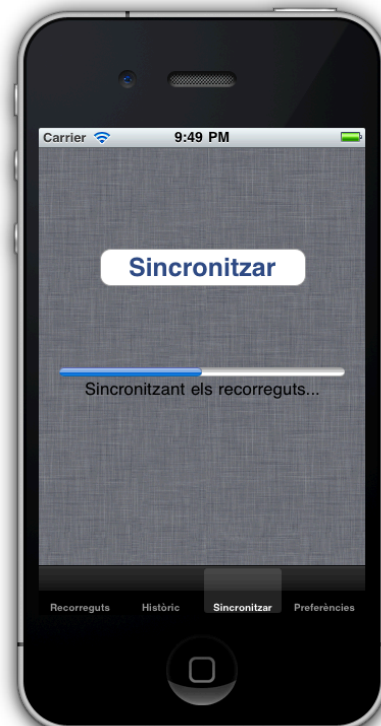 Carrier 9:49 PM
Sincronitzar
Sincronitzant els recorreguts...
Recorreguts Històric Sincronitzar Preferències